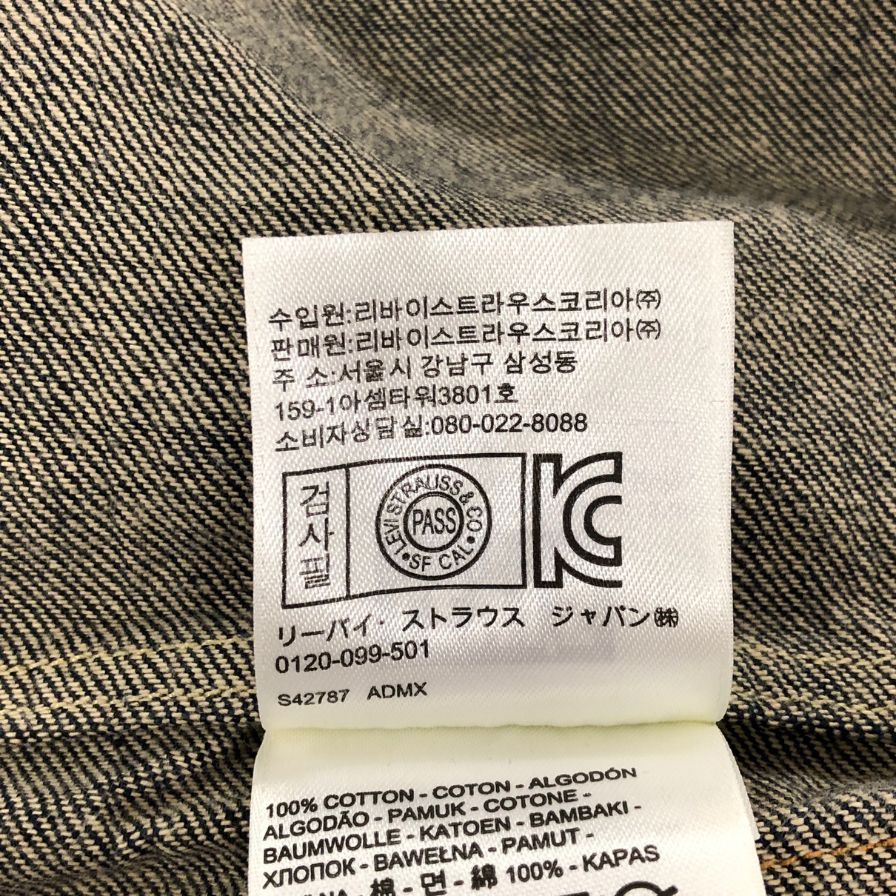 수입원:리바이스트라우스코리아㈜
판매원:리바이스트라우스코리아㈜
주 소:서울시 강남구 삼성동
159-1아셈타워3801호
소비자상담실:080-022-8088
검사필
LEVI STRAUSS & CO.
PASS
SF CAL
KC
リーバイ・ストラウス ジャパン㈱
0120-099-501
S42787 ADMX
100% COTTON - COTON - ALGODÓN
ALGODÃO - PAMUK - COTONE -
BAUMWOLLE - KATOEN - BAMBAKI -
ХЛОПОК - BAWEŁNA - PAMUT -
棉 - 면 - 綿 100% - KAPAS